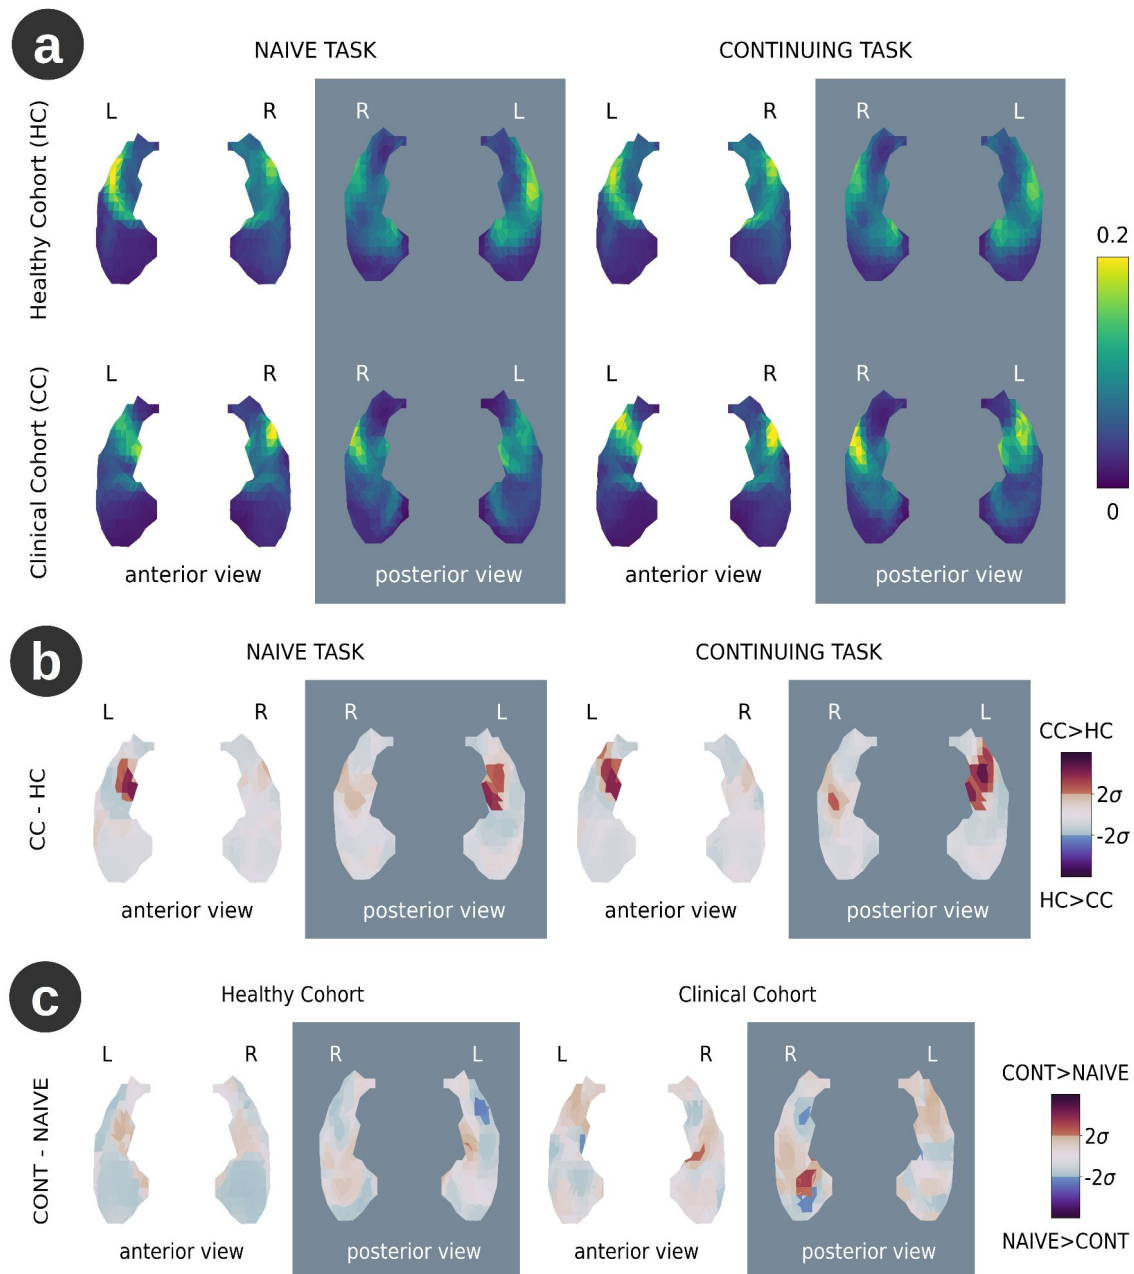 a
NAIVE TASK
CONTINUING TASK
Healthy Cohort (HC)
L R R L L R R L
0.2
0
Clinical Cohort (CC)
L R R L L R R L
anterior view posterior view anterior view posterior view
b
NAIVE TASK
CONTINUING TASK
CC - HC
L R R L L R R L
CC>HC
2σ
-2σ
HC>CC
anterior view posterior view anterior view posterior view
c
Healthy Cohort
Clinical Cohort
CONT - NAIVE
L R R L L R R L
CONT>NAIVE
2σ
-2σ
NAIVE>CONT
anterior view posterior view anterior view posterior view